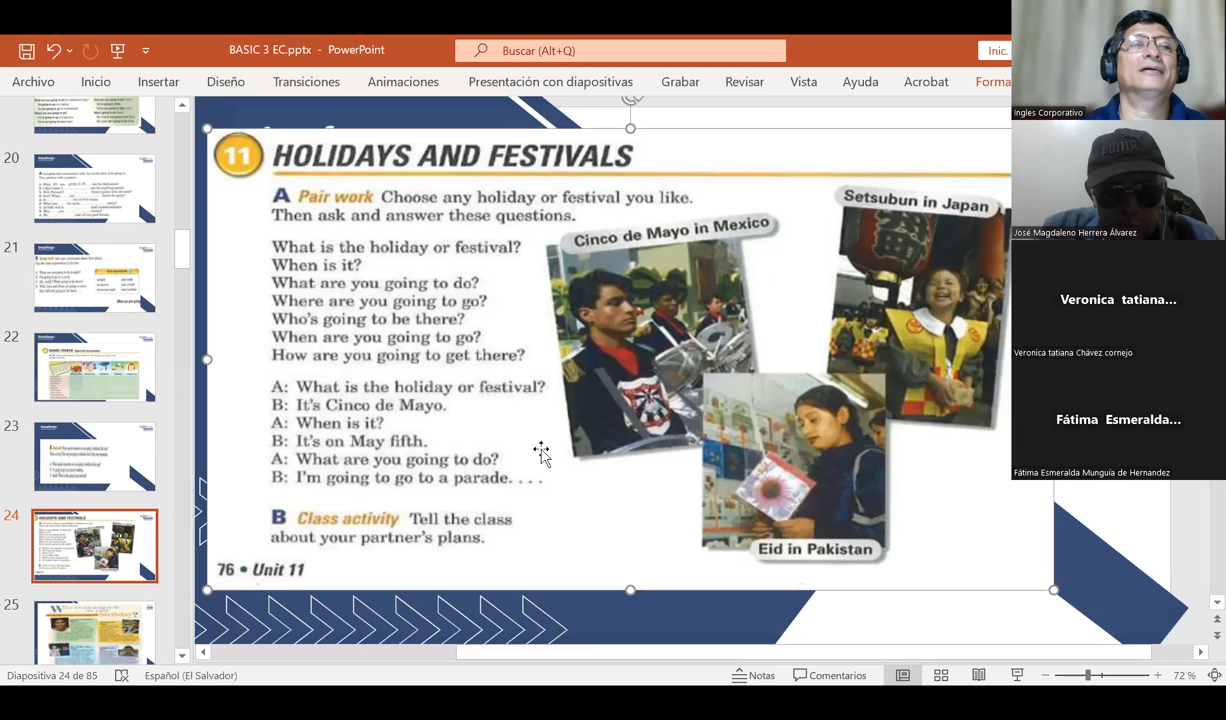 BASIC 3 EC.pptx - PowerPoint
Buscar (Alt+Q)
Inic.
Archivo
Inicio
Insertar
Diseño
Transiciones
Animaciones
Presentación con diapositivas
Grabar
Revisar
Vista
Ayuda
Acrobat
Forma
20
21
22
23
24
25
11 HOLIDAYS AND FESTIVALS
A Pair work Choose any holiday or festival you like.
Then ask and answer these questions.
What is the holiday or festival?
When is it?
What are you going to do?
Where are you going to go?
Who's going to be there?
When are you going to go?
How are you going to get there?
A: What is the holiday or festival?
B: It's Cinco de Mayo.
A: When is it?
B: It's on May fifth.
A: What are you going to do?
B: I'm going to go to a parade. . . .
B Class activity Tell the class
about your partner's plans.
76 • Unit 11
Cinco de Mayo in Mexico
Setsubun in Japan
Eid in Pakistan
Ingles Corporativo
PUMA
José Magdaleno Herrera Álvarez
Veronica tatiana...
Veronica tatiana Chávez cornejo
Fátima Esmeralda...
Fátima Esmeralda Munguía de Hernandez
Diapositiva 24 de 85
Español (El Salvador)
Notas
Comentarios
72 %